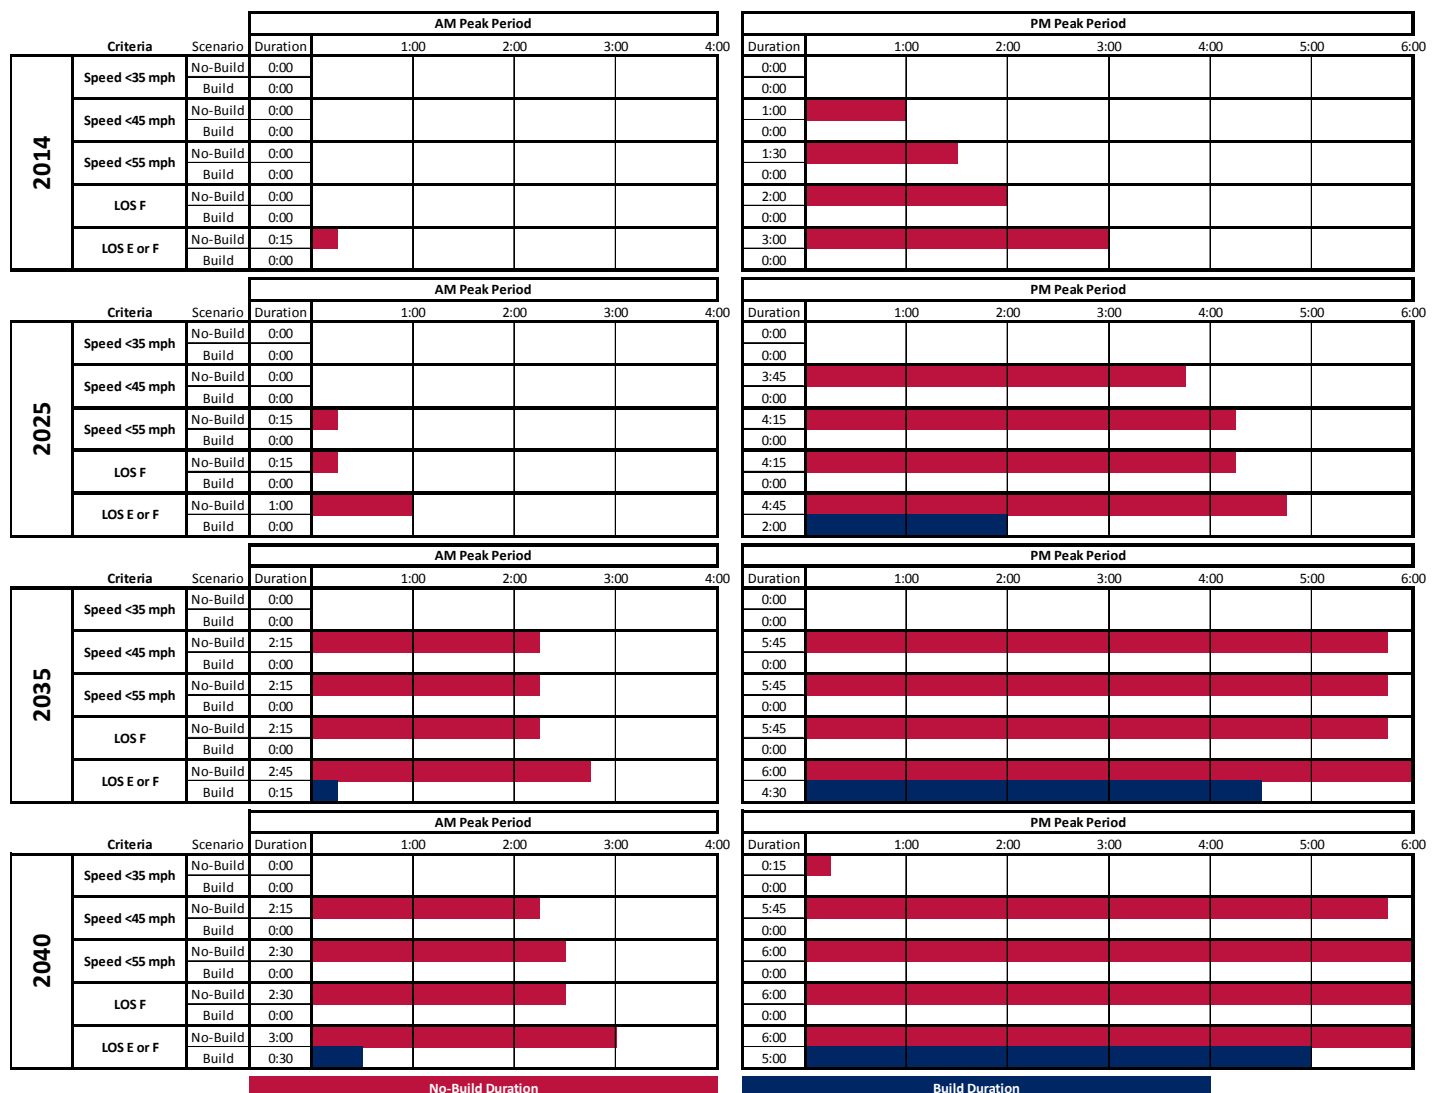 AM Peak Period PM Peak Period
Criteria Scenario Duration 1:00 2:00 3:00 4:00 Duration 1:00 2:00 3:00 4:00 5:00 6:00
2014
Speed <35 mph No-Build 0:00 0:00
Build 0:00 0:00
Speed <45 mph No-Build 0:00 1:00
Build 0:00 0:00
Speed <55 mph No-Build 0:00 1:30
Build 0:00 0:00
LOS F No-Build 0:00 2:00
Build 0:00 0:00
LOS E or F No-Build 0:15 3:00
Build 0:00 0:00
AM Peak Period PM Peak Period
Criteria Scenario Duration 1:00 2:00 3:00 4:00 Duration 1:00 2:00 3:00 4:00 5:00 6:00
2025
Speed <35 mph No-Build 0:00 0:00
Build 0:00 0:00
Speed <45 mph No-Build 0:00 3:45
Build 0:00 0:00
Speed <55 mph No-Build 0:15 4:15
Build 0:00 0:00
LOS F No-Build 0:15 4:15
Build 0:00 0:00
LOS E or F No-Build 1:00 4:45
Build 0:00 2:00
AM Peak Period PM Peak Period
Criteria Scenario Duration 1:00 2:00 3:00 4:00 Duration 1:00 2:00 3:00 4:00 5:00 6:00
2035
Speed <35 mph No-Build 0:00 0:00
Build 0:00 0:00
Speed <45 mph No-Build 2:15 5:45
Build 0:00 0:00
Speed <55 mph No-Build 2:15 5:45
Build 0:00 0:00
LOS F No-Build 2:15 5:45
Build 0:00 0:00
LOS E or F No-Build 2:45 6:00
Build 0:15 4:30
AM Peak Period PM Peak Period
Criteria Scenario Duration 1:00 2:00 3:00 4:00 Duration 1:00 2:00 3:00 4:00 5:00 6:00
2040
Speed <35 mph No-Build 0:00 0:15
Build 0:00 0:00
Speed <45 mph No-Build 2:15 5:45
Build 0:00 0:00
Speed <55 mph No-Build 2:30 6:00
Build 0:00 0:00
LOS F No-Build 2:30 6:00
Build 0:00 0:00
LOS E or F No-Build 3:00 6:00
Build 0:30 5:00
No-Build Duration Build Duration